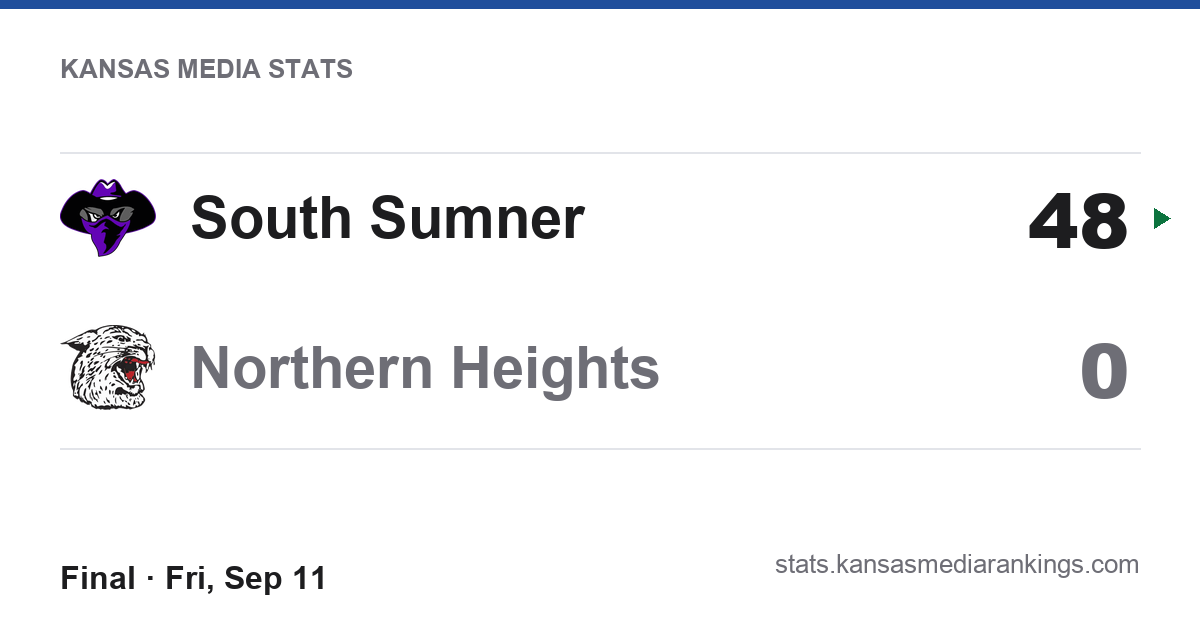 KANSAS MEDIA STATS
South Sumner 48
Northern Heights 0
Final · Fri, Sep 11
stats.kansasmediarankings.com